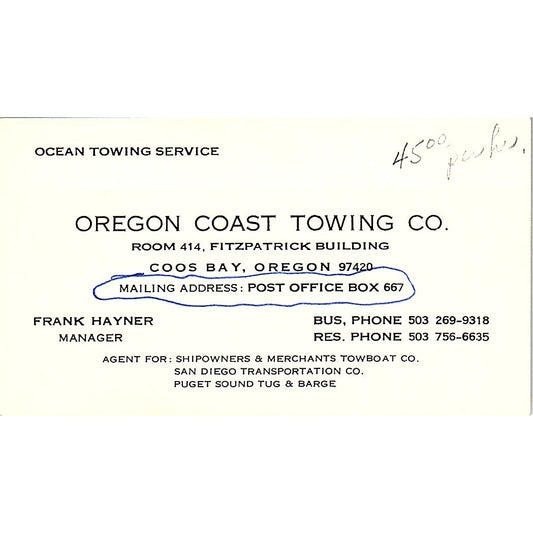 45⁰⁰ per hr.
OCEAN TOWING SERVICE
OREGON COAST TOWING CO.
ROOM 414, FITZPATRICK BUILDING
COOS BAY, OREGON 97420
MAILING ADDRESS: POST OFFICE BOX 667
FRANK HAYNER BUS, PHONE 503 269-9318
MANAGER RES. PHONE 503 756-6635
AGENT FOR: SHIPOWNERS & MERCHANTS TOWBOAT CO.
SAN DIEGO TRANSPORTATION CO.
PUGET SOUND TUG & BARGE